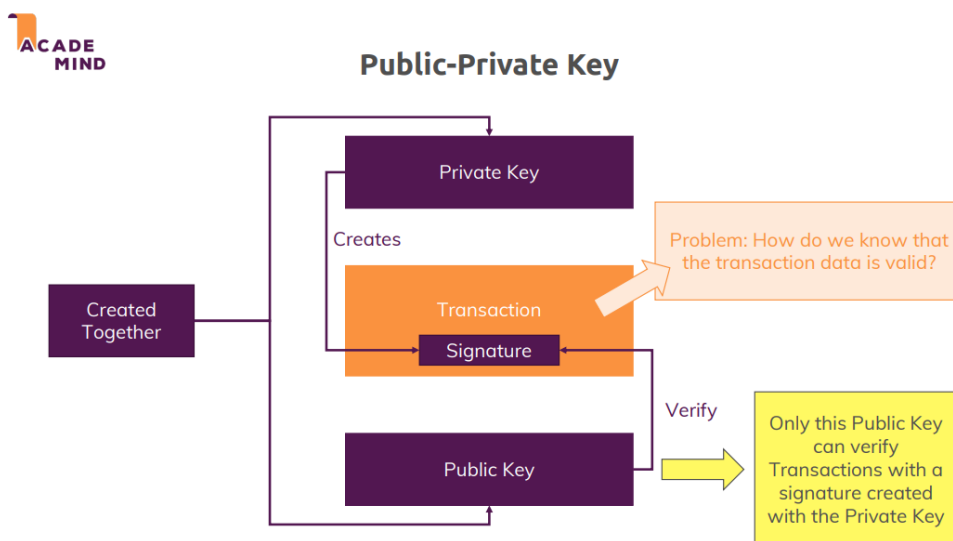 ACADE
MIND
Public-Private Key
Private Key
Creates
Problem: How do we know that
the transaction data is valid?
Created
Together
Transaction
Signature
Verify
Public Key
Only this Public Key
can verify
Transactions with a
signature created
with the Private Key